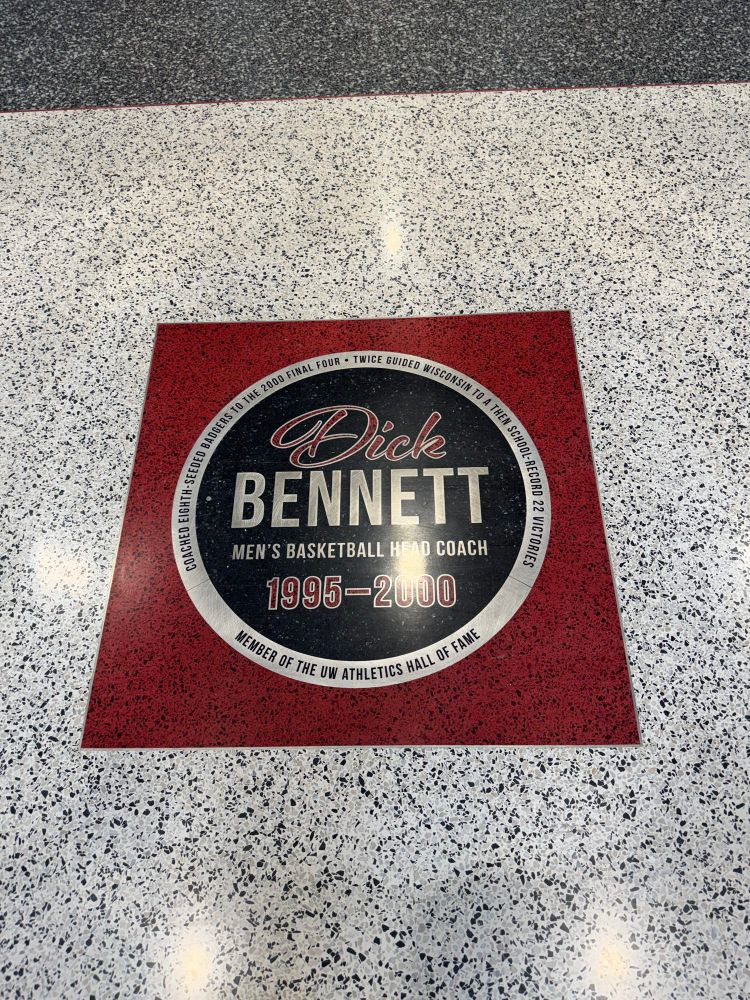 COACHED EIGHTH-SEEDED BADGERS TO THE 2000 FINAL FOUR • TWICE GUIDED WISCONSIN TO A THEN SCHOOL-RECORD 22 VICTORIES
Dick
BENNETT
MEN'S BASKETBALL HEAD COACH
1995–2000
MEMBER OF THE UW ATHLETICS HALL OF FAME